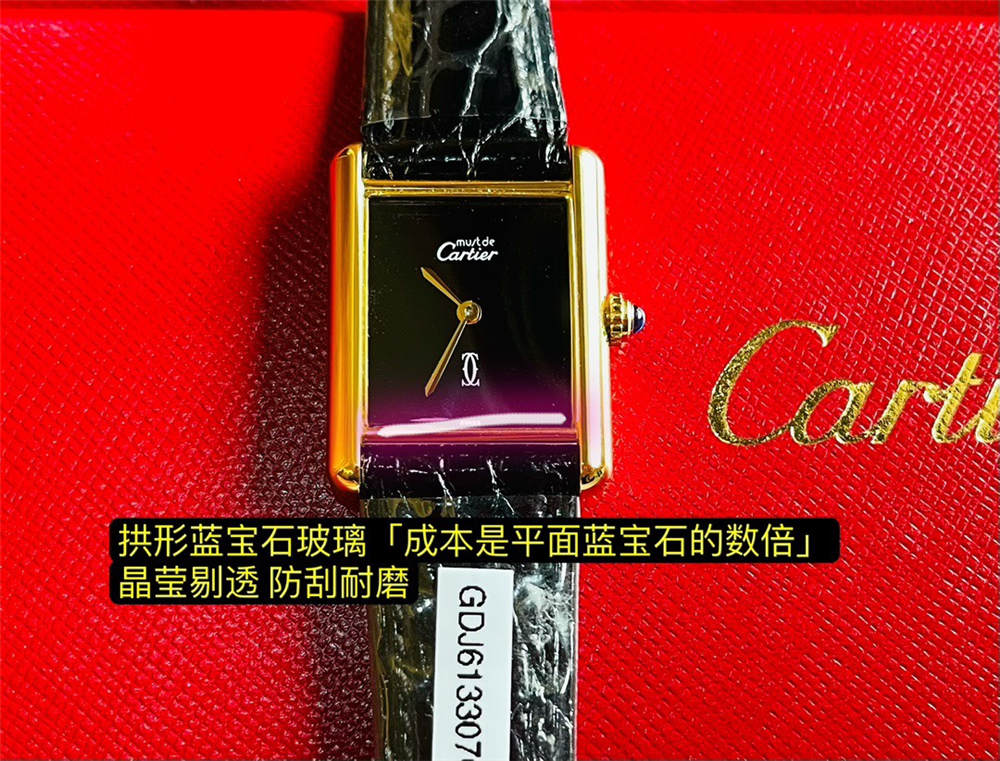 must de
Cartier
Carti
拱形蓝宝石玻璃「成本是平面蓝宝石的数倍」
晶莹剔透 防刮耐磨
GDJ613307